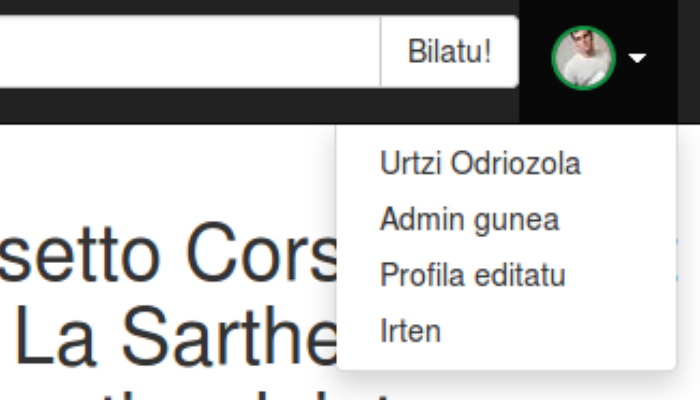 Bilatu!
Urtzi Odriozola
Admin gunea
Profila editatu
Irten
setto Cors
La Sarthe